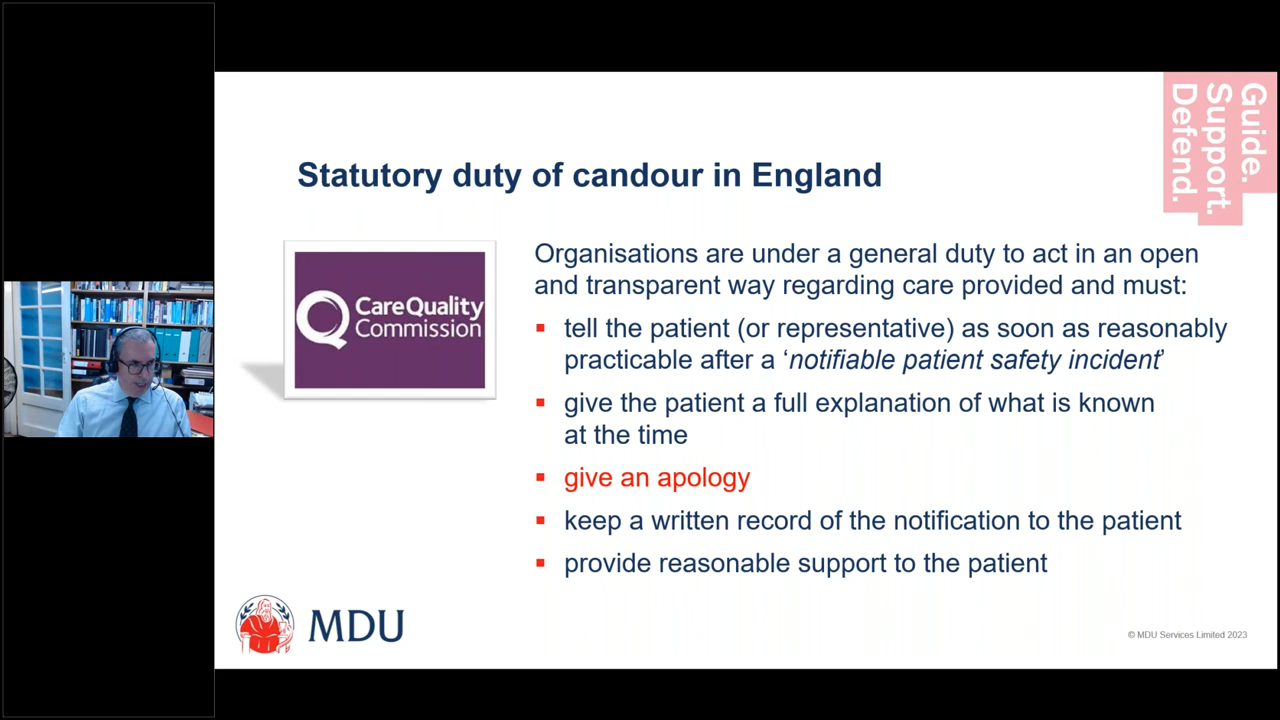 Guide.
Support.
Defend.
Statutory duty of candour in England
CareQuality
Commission
Organisations are under a general duty to act in an open
and transparent way regarding care provided and must:
▪ tell the patient (or representative) as soon as reasonably
practicable after a ‘notifiable patient safety incident’
▪ give the patient a full explanation of what is known
at the time
▪ give an apology
▪ keep a written record of the notification to the patient
▪ provide reasonable support to the patient
MDU
© MDU Services Limited 2023